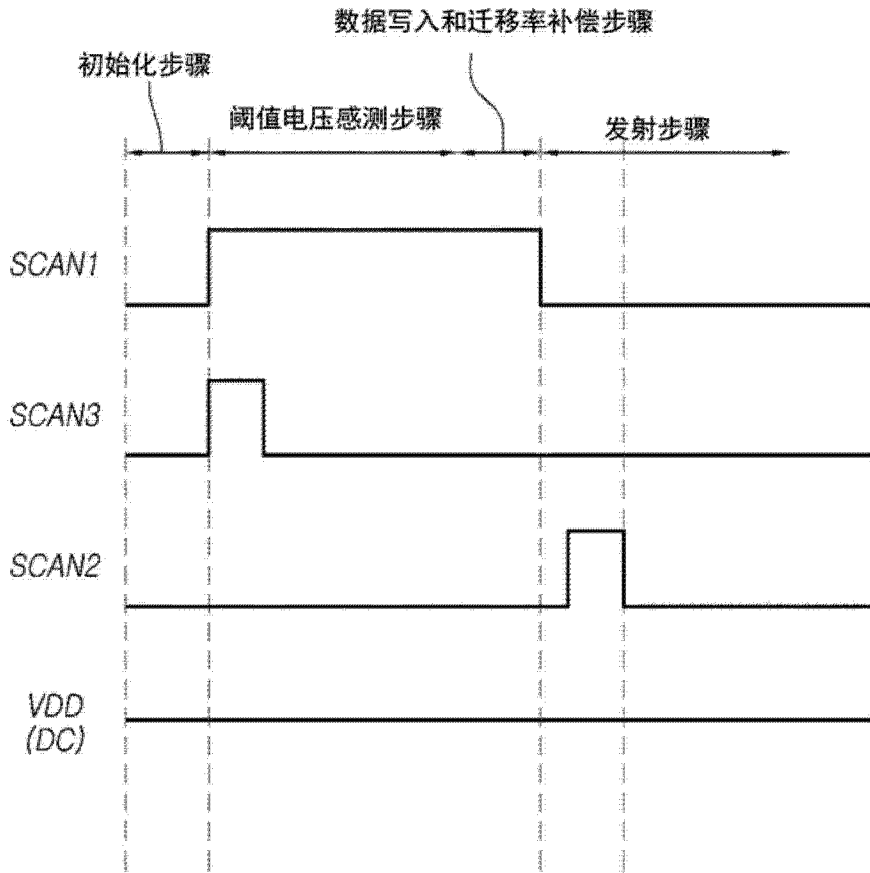 数据写入和迁移率补偿步骤
初始化步骤
阈值电压感测步骤
发射步骤
SCAN1
SCAN3
SCAN2
VDD
(DC)